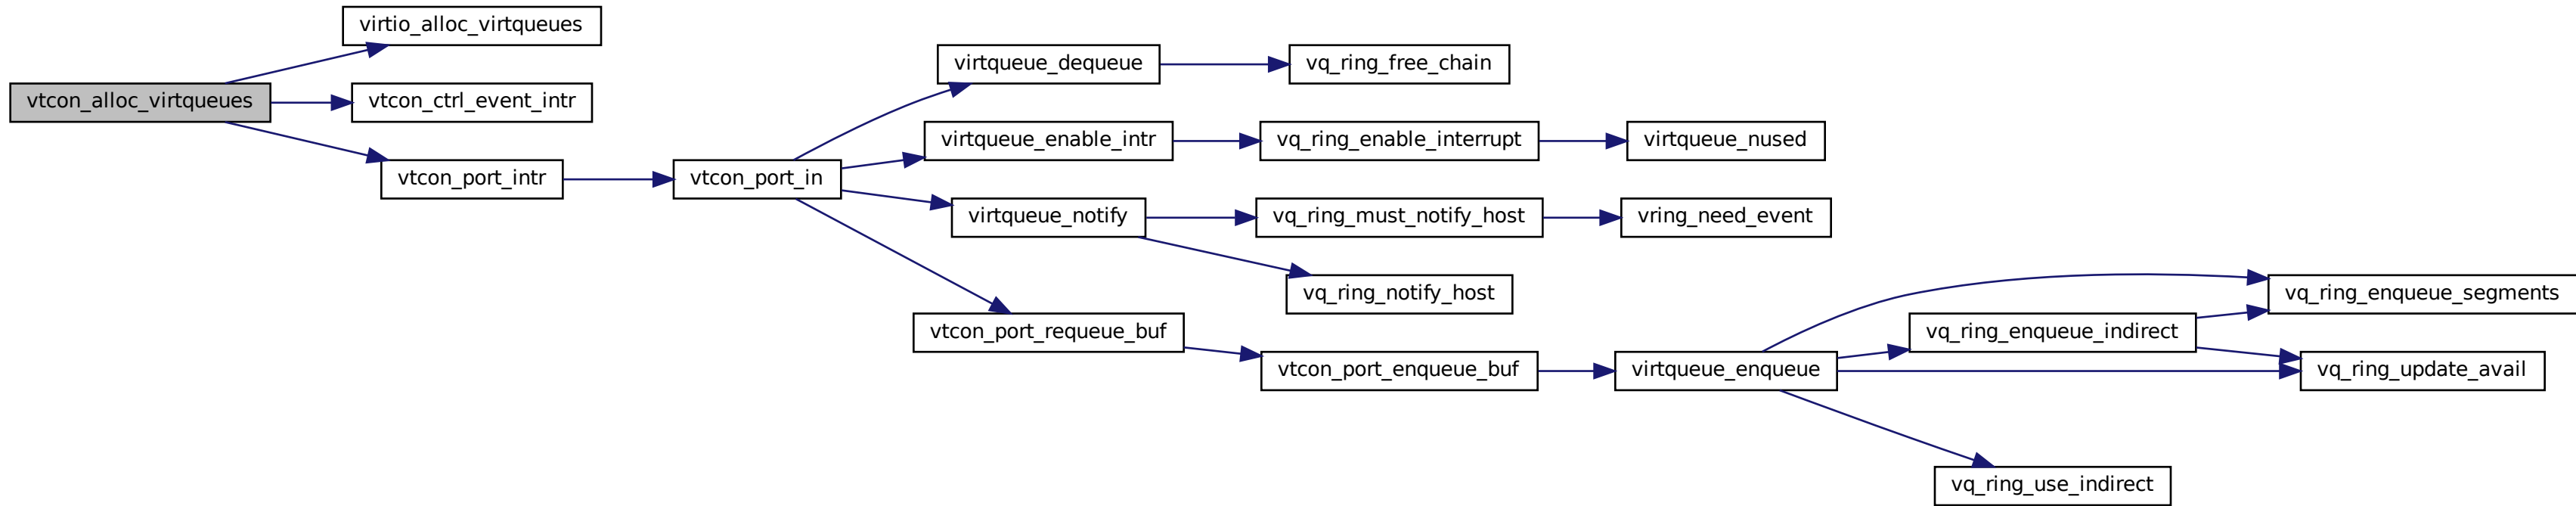 virtio_alloc_virtqueues
vtcon_alloc_virtqueues
vtcon_ctrl_event_intr
vtcon_port_intr
vtcon_port_in
virtqueue_dequeue
vq_ring_free_chain
virtqueue_enable_intr
vq_ring_enable_interrupt
virtqueue_nused
virtqueue_notify
vq_ring_must_notify_host
vring_need_event
vq_ring_notify_host
vtcon_port_requeue_buf
vtcon_port_enqueue_buf
virtqueue_enqueue
vq_ring_enqueue_segments
vq_ring_enqueue_indirect
vq_ring_update_avail
vq_ring_use_indirect